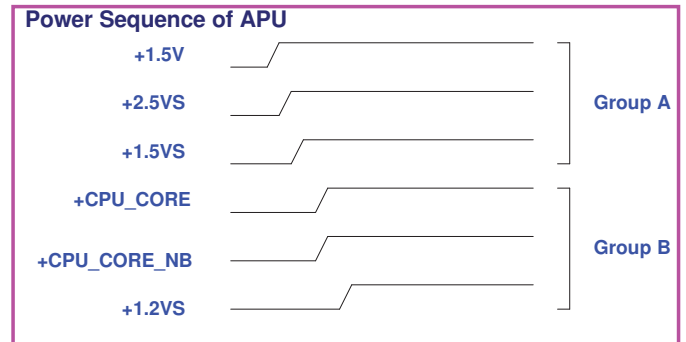 Power Sequence of APU
+1.5V
+2.5VS
Group A
+1.5VS
+CPU_CORE
+CPU_CORE_NB
Group B
+1.2VS